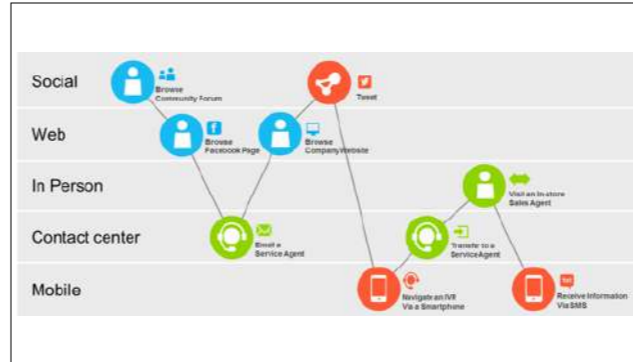 Social
Browse
Community Forum
Tweet
Web
Browse
Facebook Page
Browse
Company Website
In Person
Visit an In-store
Sales Agent
Contact center
Email a
Service Agent
Transfer to a
Service Agent
Mobile
Navigate an IVR
Via a Smartphone
Receive Information
Via SMS